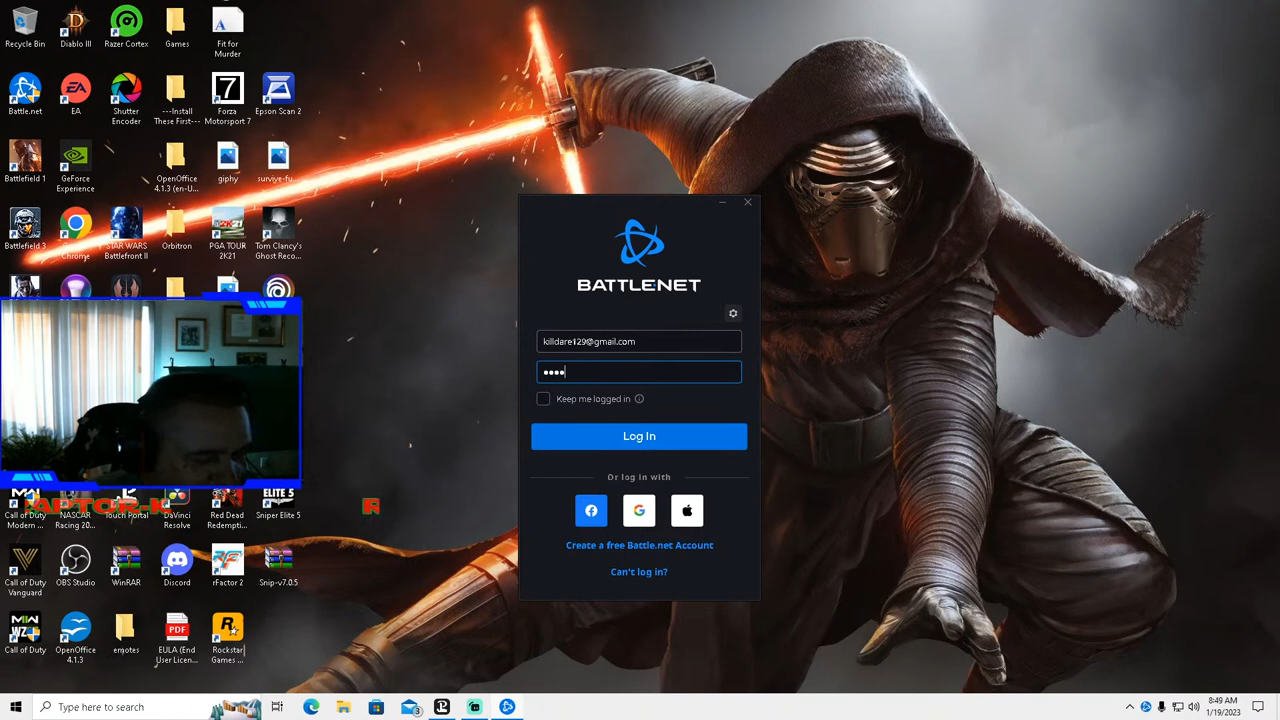 Recycle Bin
Diablo III
Razer Cortex
Games
Fit for Murder
Battle.net
EA
Shutter Encoder
---Install These First---
Forza Motorsport 7
Epson Scan 2
Battlefield 1
GeForce Experience
OpenOffice 4.1.3 (en-U...
giphy
survive-fu...
Battlefield 3
Chrome
STAR WARS Battlefront II
Orbitron
PGA TOUR 2K21
Tom Clancy's Ghost Reco...
BATTLE.NET
killdare129@gmail.com
Keep me logged in
Log In
Or log in with
Create a free Battle.net Account
Can't log in?
APTOR-K
R
Call of Duty Modern ...
NASCAR Racing 20...
Touch Portal
DaVinci Resolve
Red Dead Redempti...
Sniper Elite 5
Call of Duty Vanguard
OBS Studio
WinRAR
Discord
rFactor 2
Snip-v7.0.5
Call of Duty
OpenOffice 4.1.3
emotes
EULA (End User Licen...
Rockstar Games ...
Type here to search
3
8:49 AM
1/19/2023